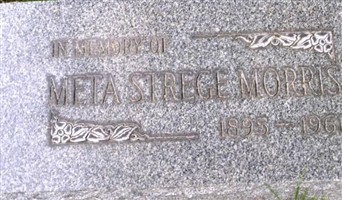 IN MEMORY OF
META STREGE MORRIS
1895 — 196